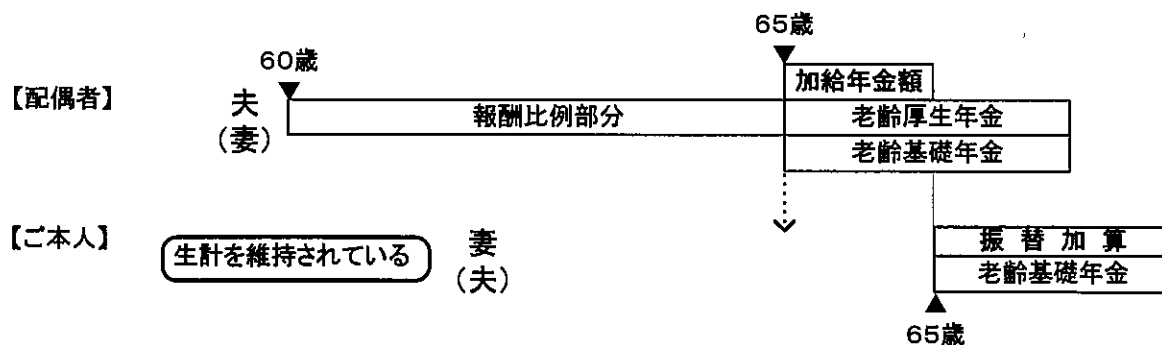 65歳
60歳
加給年金額
【配偶者】 夫 報酬比例部分 老齢厚生年金
（妻） 老齢基礎年金
【ご本人】 生計を維持されている 妻 振替加算
（夫） 老齢基礎年金
65歳